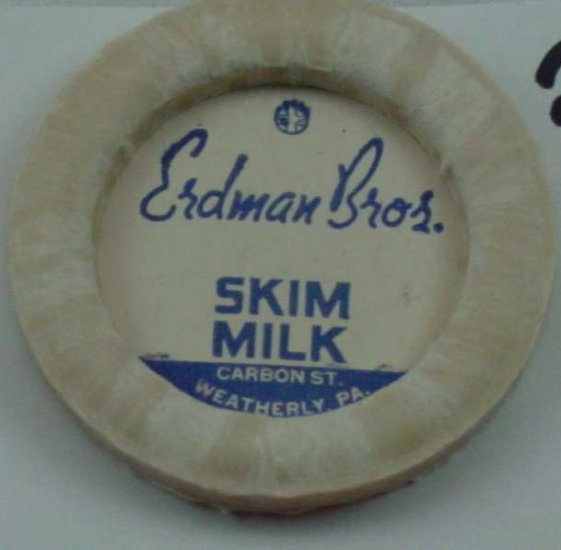 Erdman Bros.
SKIM
MILK
CARBON ST.
WEATHERLY, PA.